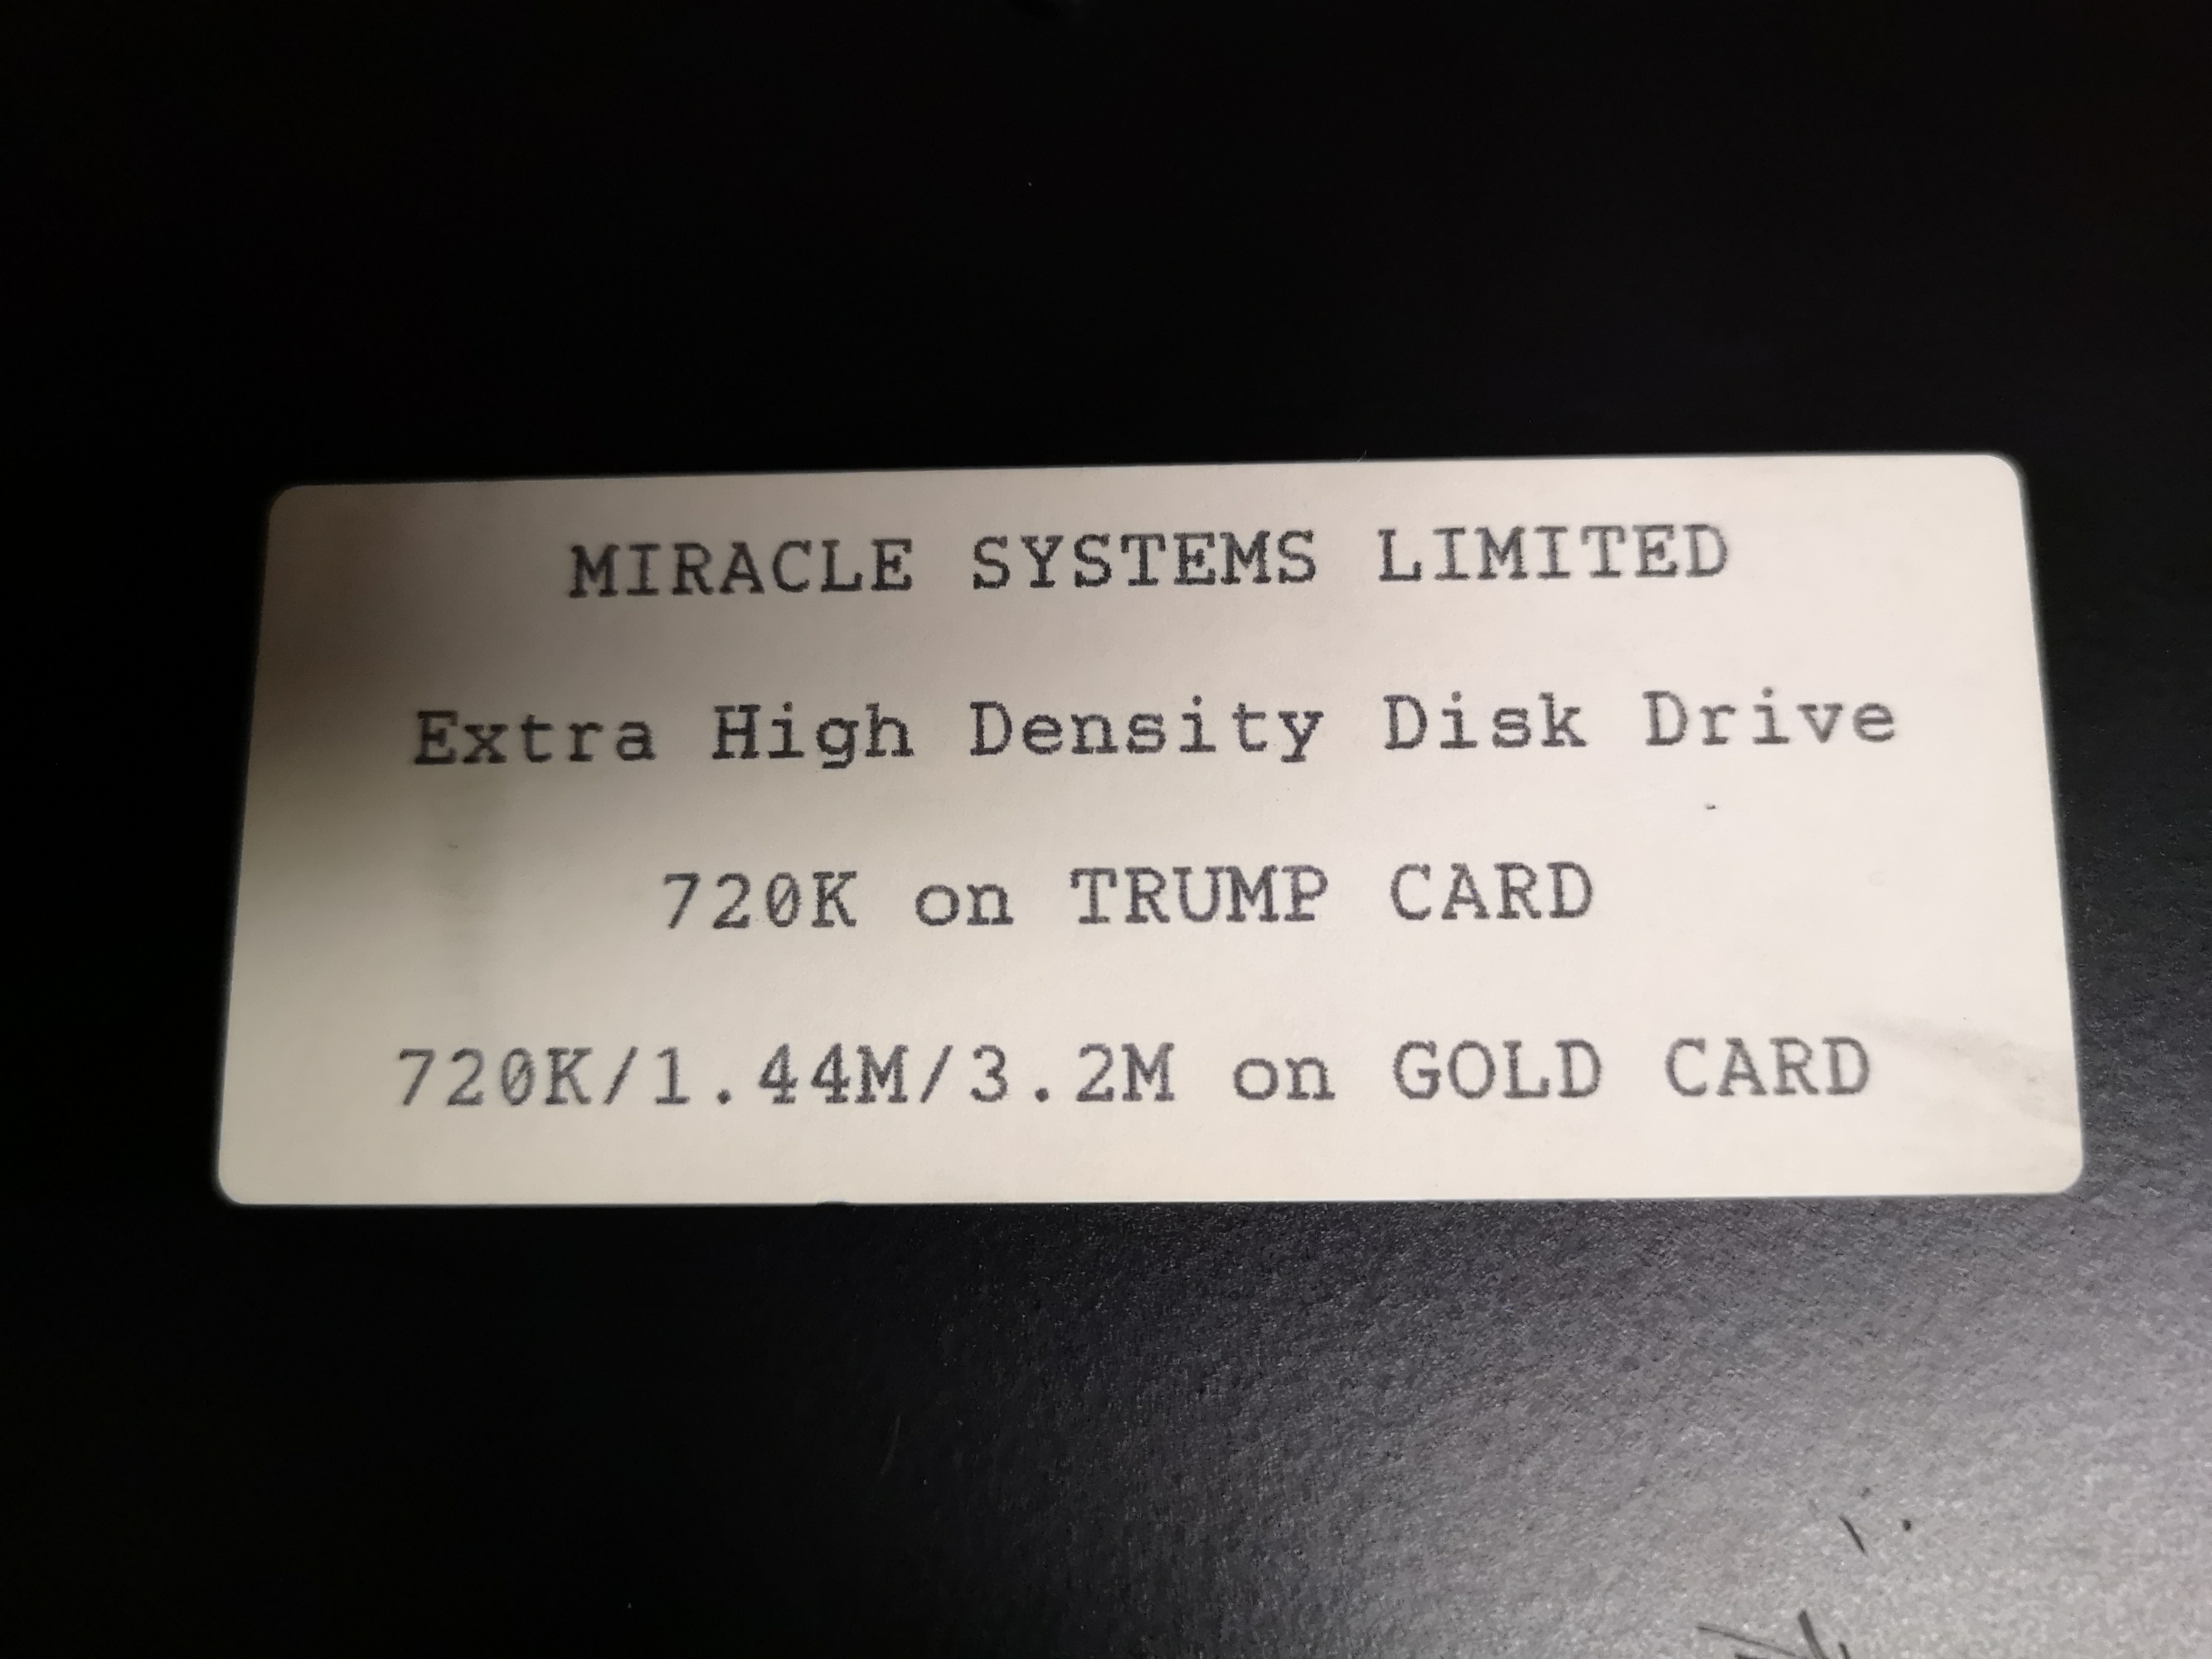 MIRACLE SYSTEMS LIMITED
Extra High Density Disk Drive
720K on TRUMP CARD
720K/1.44M/3.2M on GOLD CARD